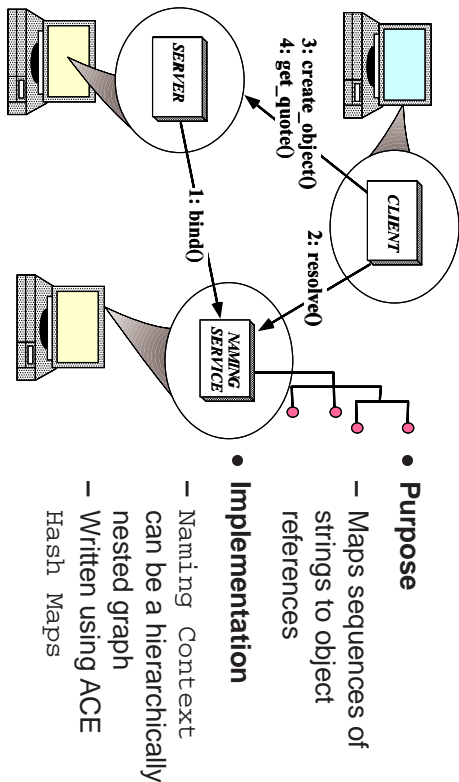 3: create_object()
4: get_quote()
SERVER
CLIENT
1: bind()
2: resolve()
NAMING
SERVICE
• Purpose
– Maps sequences of
strings to object
references
• Implementation
– Naming Context
can be a hierarchically
nested graph
– Written using ACE
Hash Maps